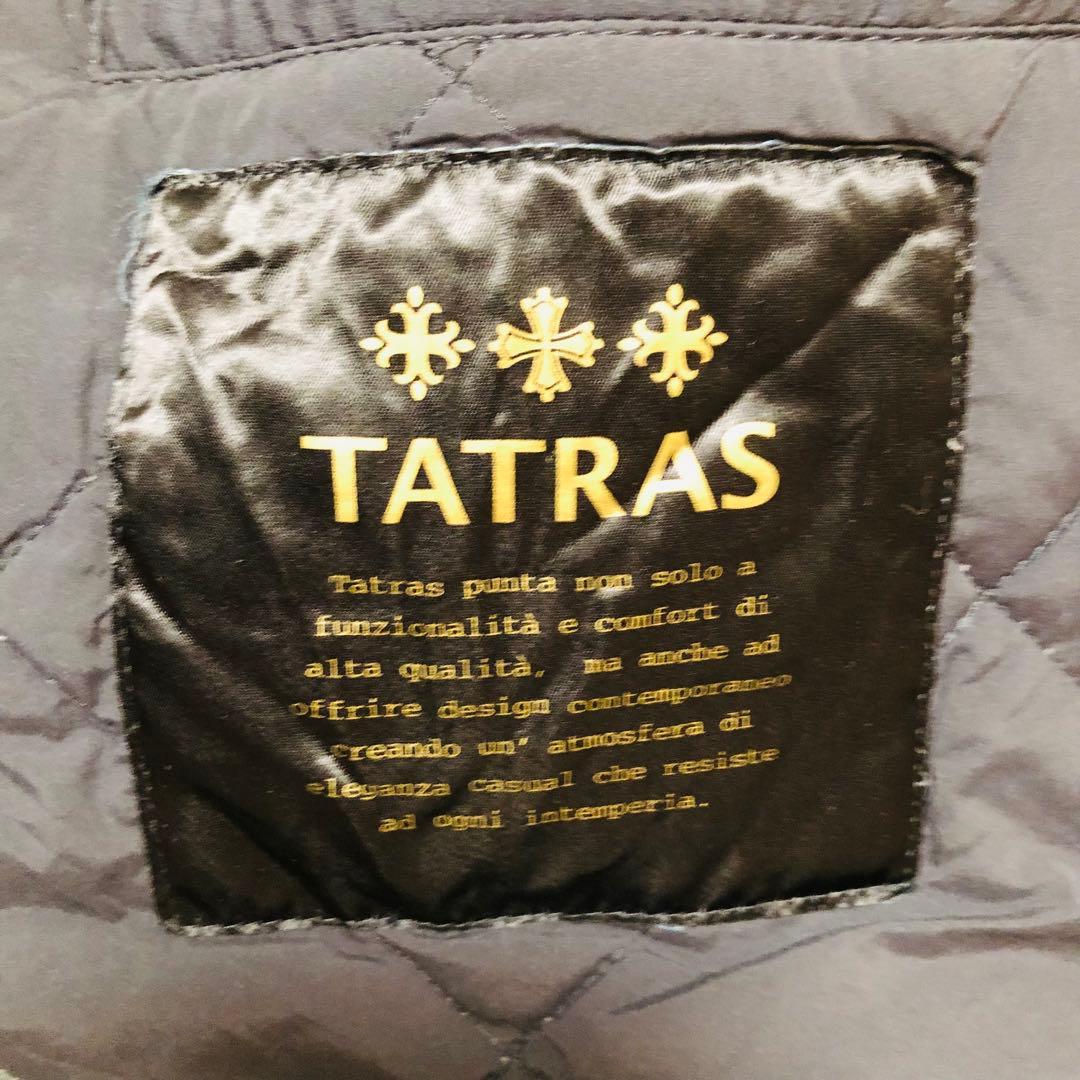 TATRAS
Tatras punta non solo a
funzionalità e comfort di
alta qualità, ma anche ad
offrire design contemporaneo
creando un' atmosfera di
eleganza casual che resiste
ad ogni intemperia.